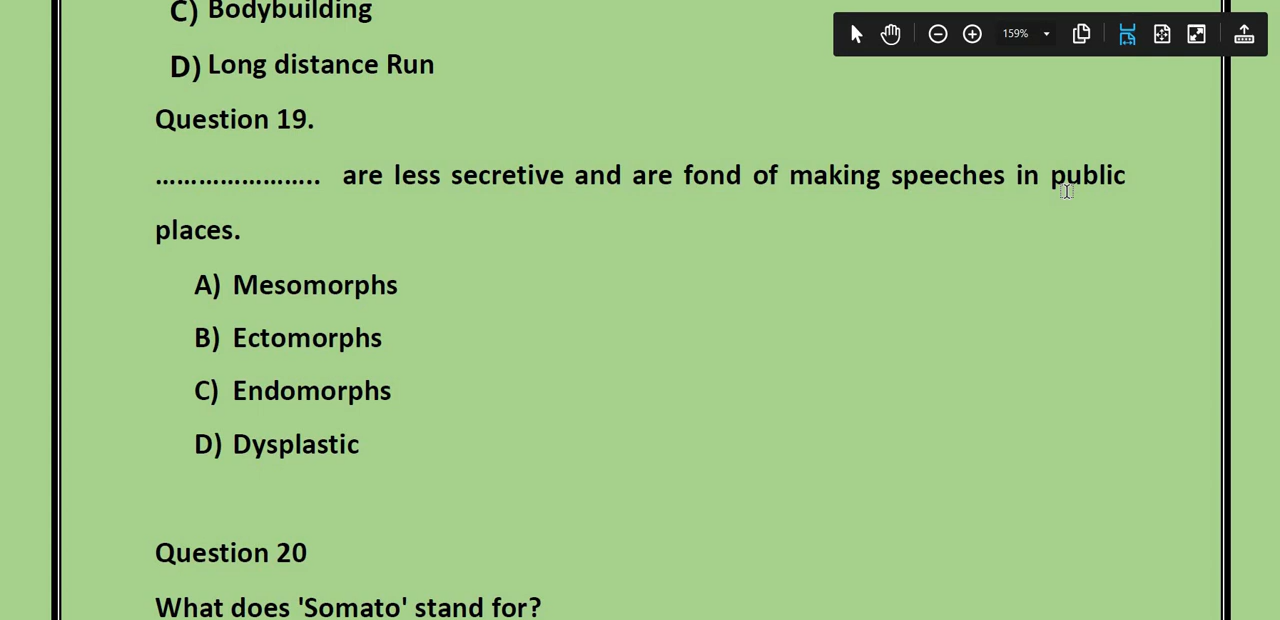 C) Bodybuilding
159%
D) Long distance Run
Question 19.
………………….. are less secretive and are fond of making speeches in public
places.
A) Mesomorphs
B) Ectomorphs
C) Endomorphs
D) Dysplastic
Question 20
What does 'Somato' stand for?